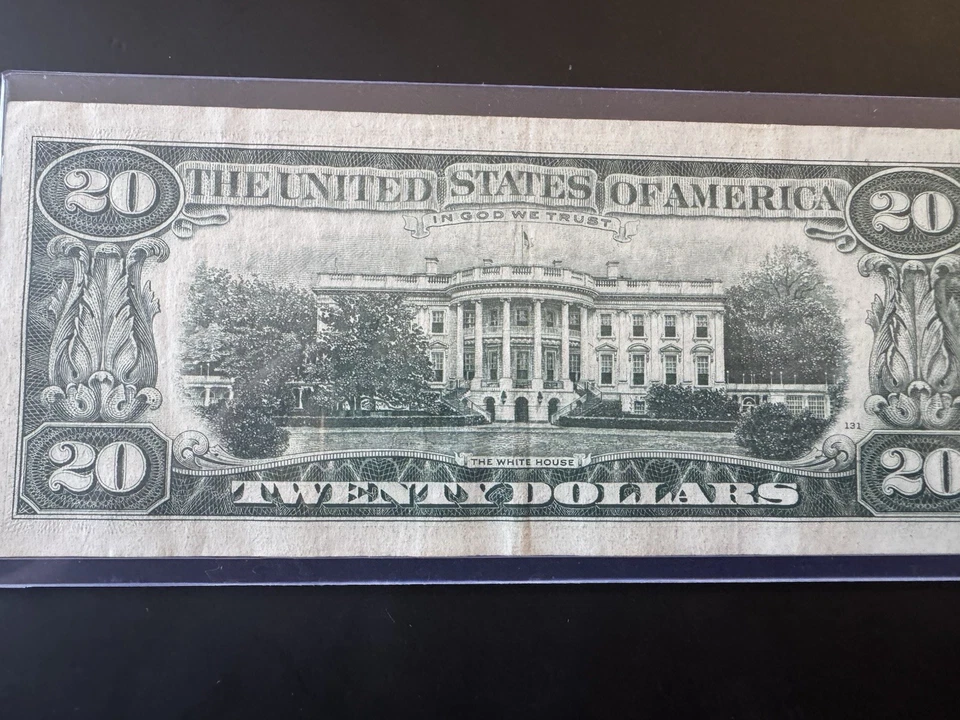 20 THE UNITED STATES OF AMERICA 20
IN GOD WE TRUST
131
THE WHITE HOUSE
20 TWENTY DOLLARS 20